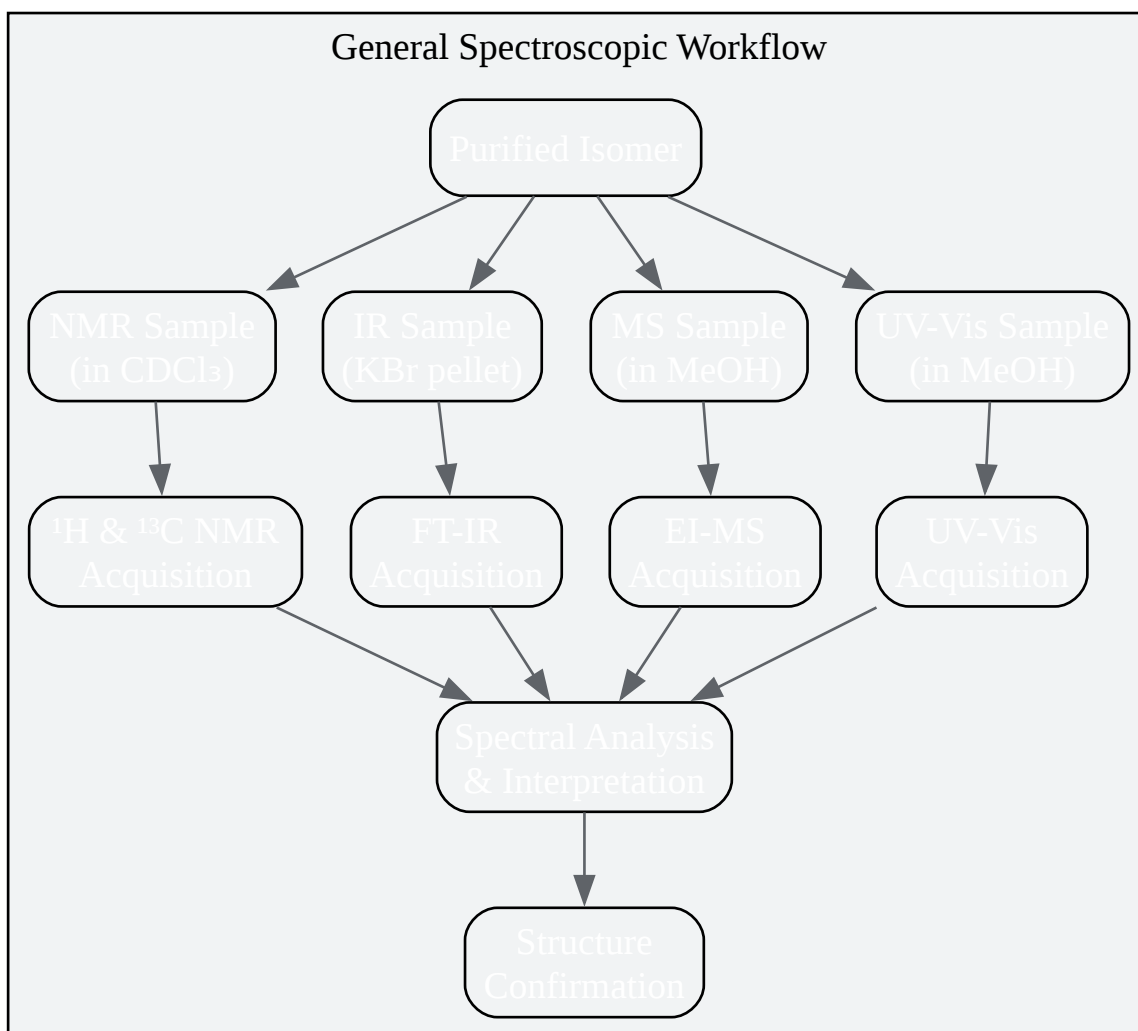 General Spectroscopic Workflow
Purified Isomer
NMR Sample
(in CDCl₃)
IR Sample
(KBr pellet)
MS Sample
(in MeOH)
UV-Vis Sample
(in MeOH)
¹H & ¹³C NMR
Acquisition
FT-IR
Acquisition
EI-MS
Acquisition
UV-Vis
Acquisition
Spectral Analysis
& Interpretation
Structure
Confirmation